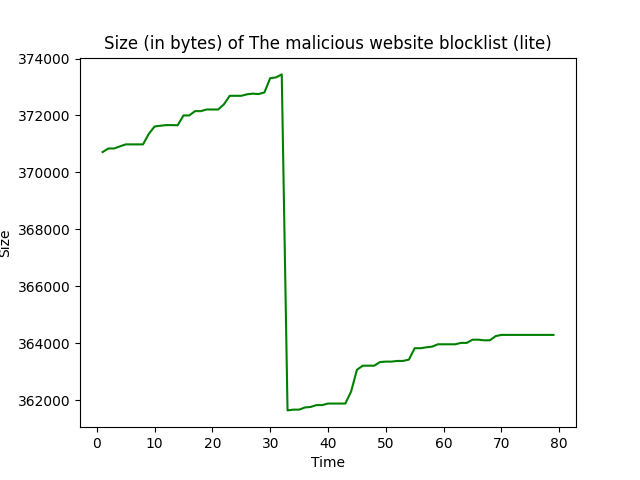 Size (in bytes) of The malicious website blocklist (lite)
374000
372000
370000
368000
366000
364000
362000
Size
0 10 20 30 40 50 60 70 80
Time